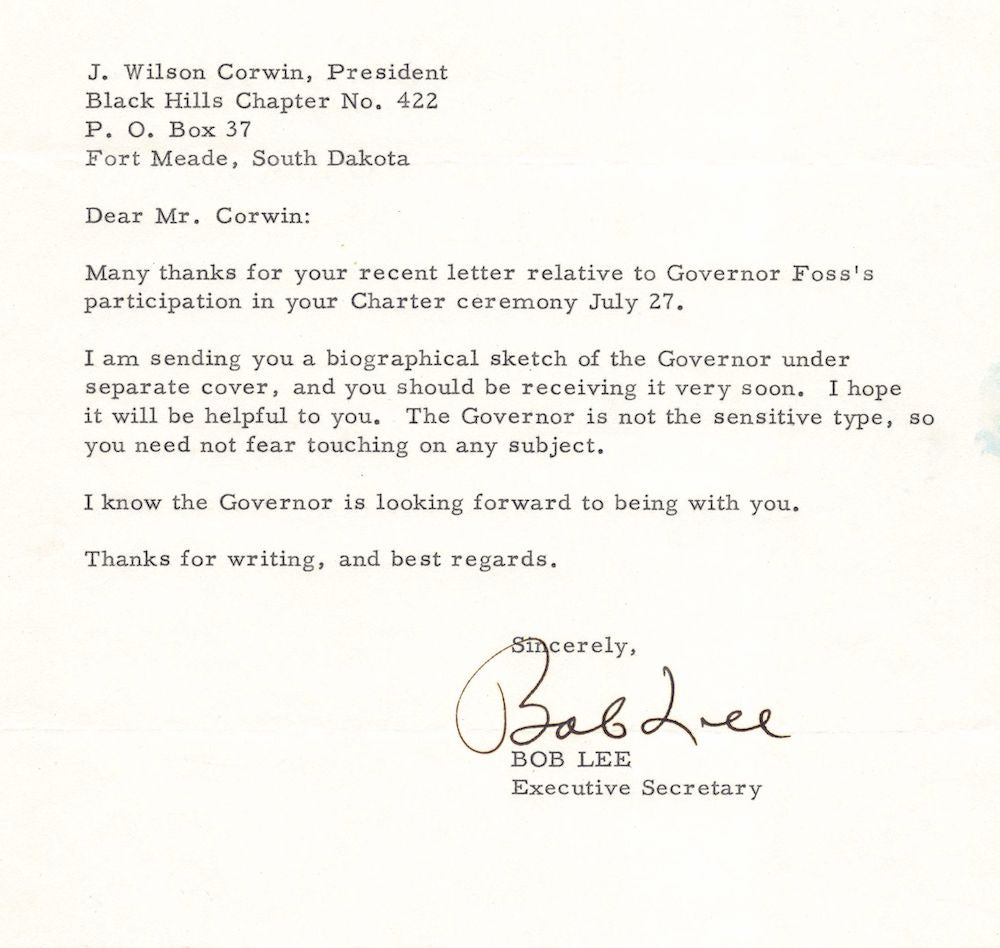 J. Wilson Corwin, President
Black Hills Chapter No. 422
P. O. Box 37
Fort Meade, South Dakota
Dear Mr. Corwin:
Many thanks for your recent letter relative to Governor Foss's
participation in your Charter ceremony July 27.
I am sending you a biographical sketch of the Governor under
separate cover, and you should be receiving it very soon. I hope
it will be helpful to you. The Governor is not the sensitive type, so
you need not fear touching on any subject.
I know the Governor is looking forward to being with you.
Thanks for writing, and best regards.
Sincerely,
Bob Lee
BOB LEE
Executive Secretary